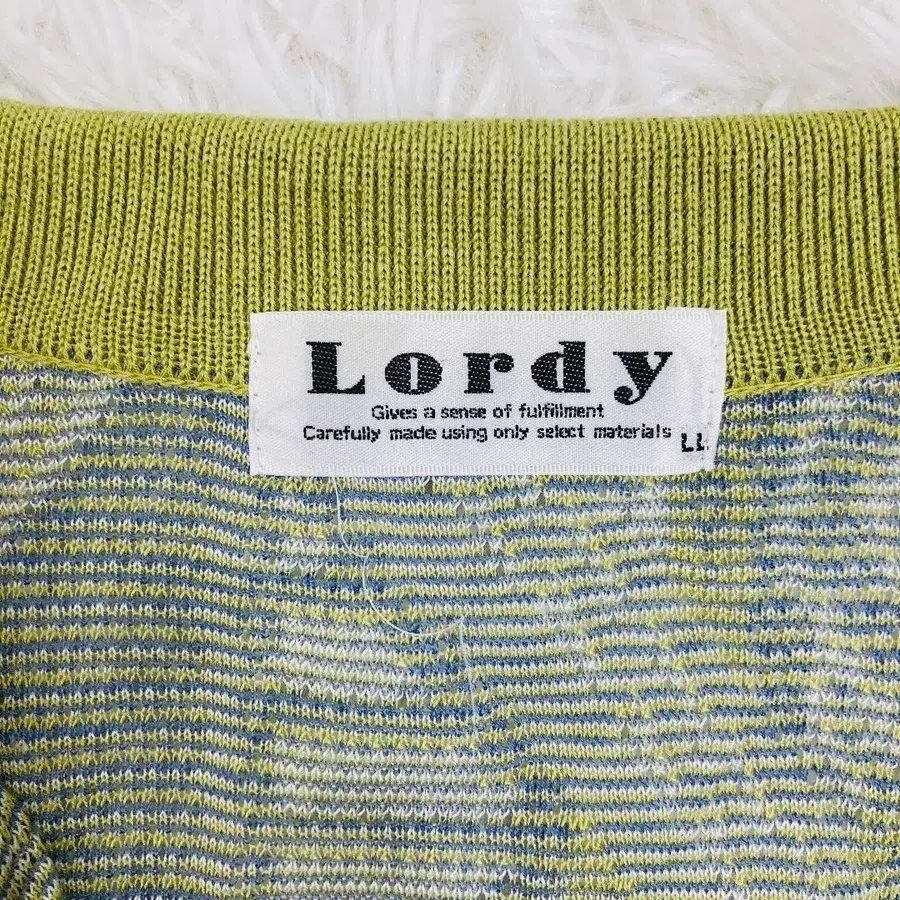 Lordy
Gives a sense of fulfillment
Carefully made using only select materials
LL